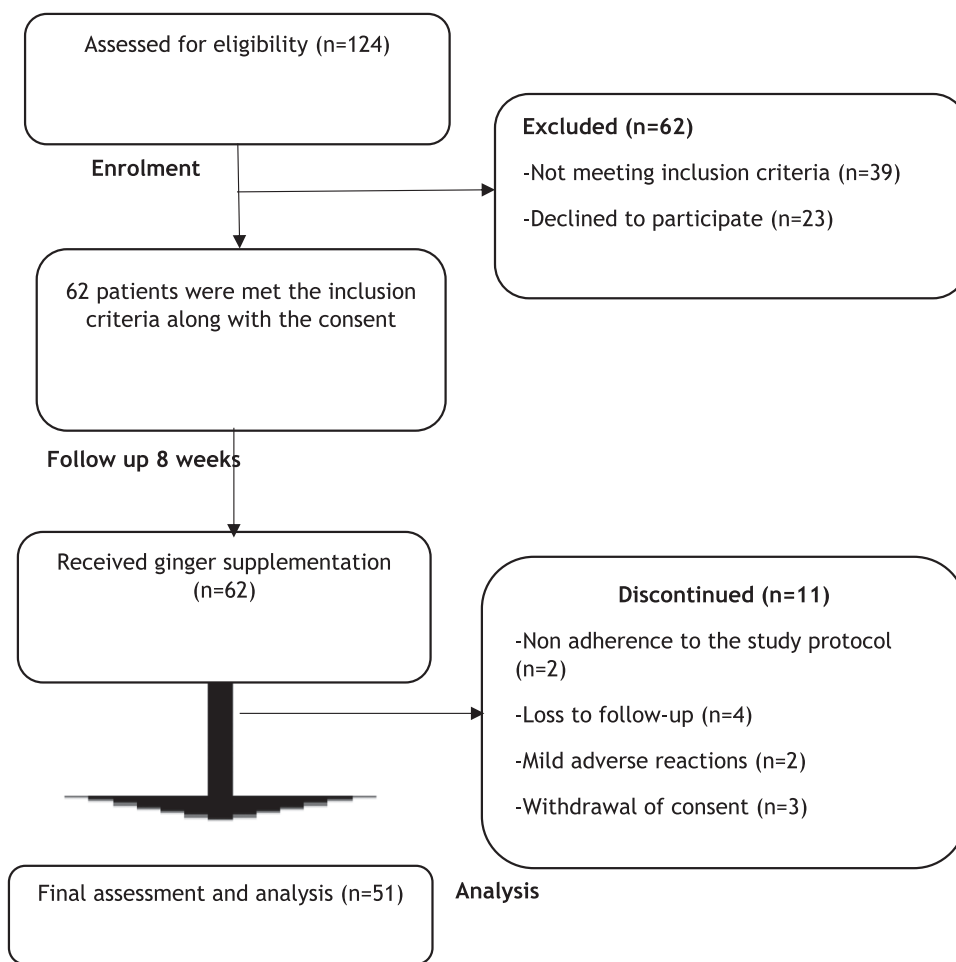 Assessed for eligibility (n=124)
Enrolment
Excluded (n=62)
-Not meeting inclusion criteria (n=39)
-Declined to participate (n=23)
62 patients were met the inclusion
criteria along with the consent
Follow up 8 weeks
Received ginger supplementation
(n=62)
Discontinued (n=11)
-Non adherence to the study protocol
(n=2)
-Loss to follow-up (n=4)
-Mild adverse reactions (n=2)
-Withdrawal of consent (n=3)
Final assessment and analysis (n=51)
Analysis